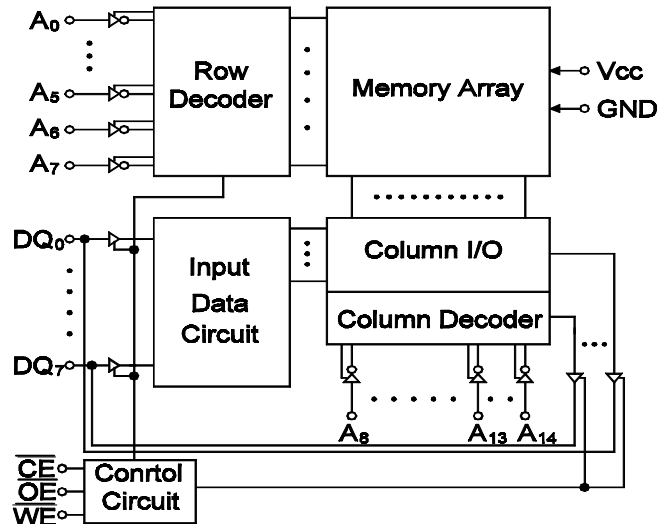 A0
A5
A6
A7
Row
Decoder
Memory Array
Vcc
GND
DQ0
DQ7
Input
Data
Circuit
Column I/O
Column Decoder
A8
A13
A14
CE
OE
WE
Conrtol
Circuit